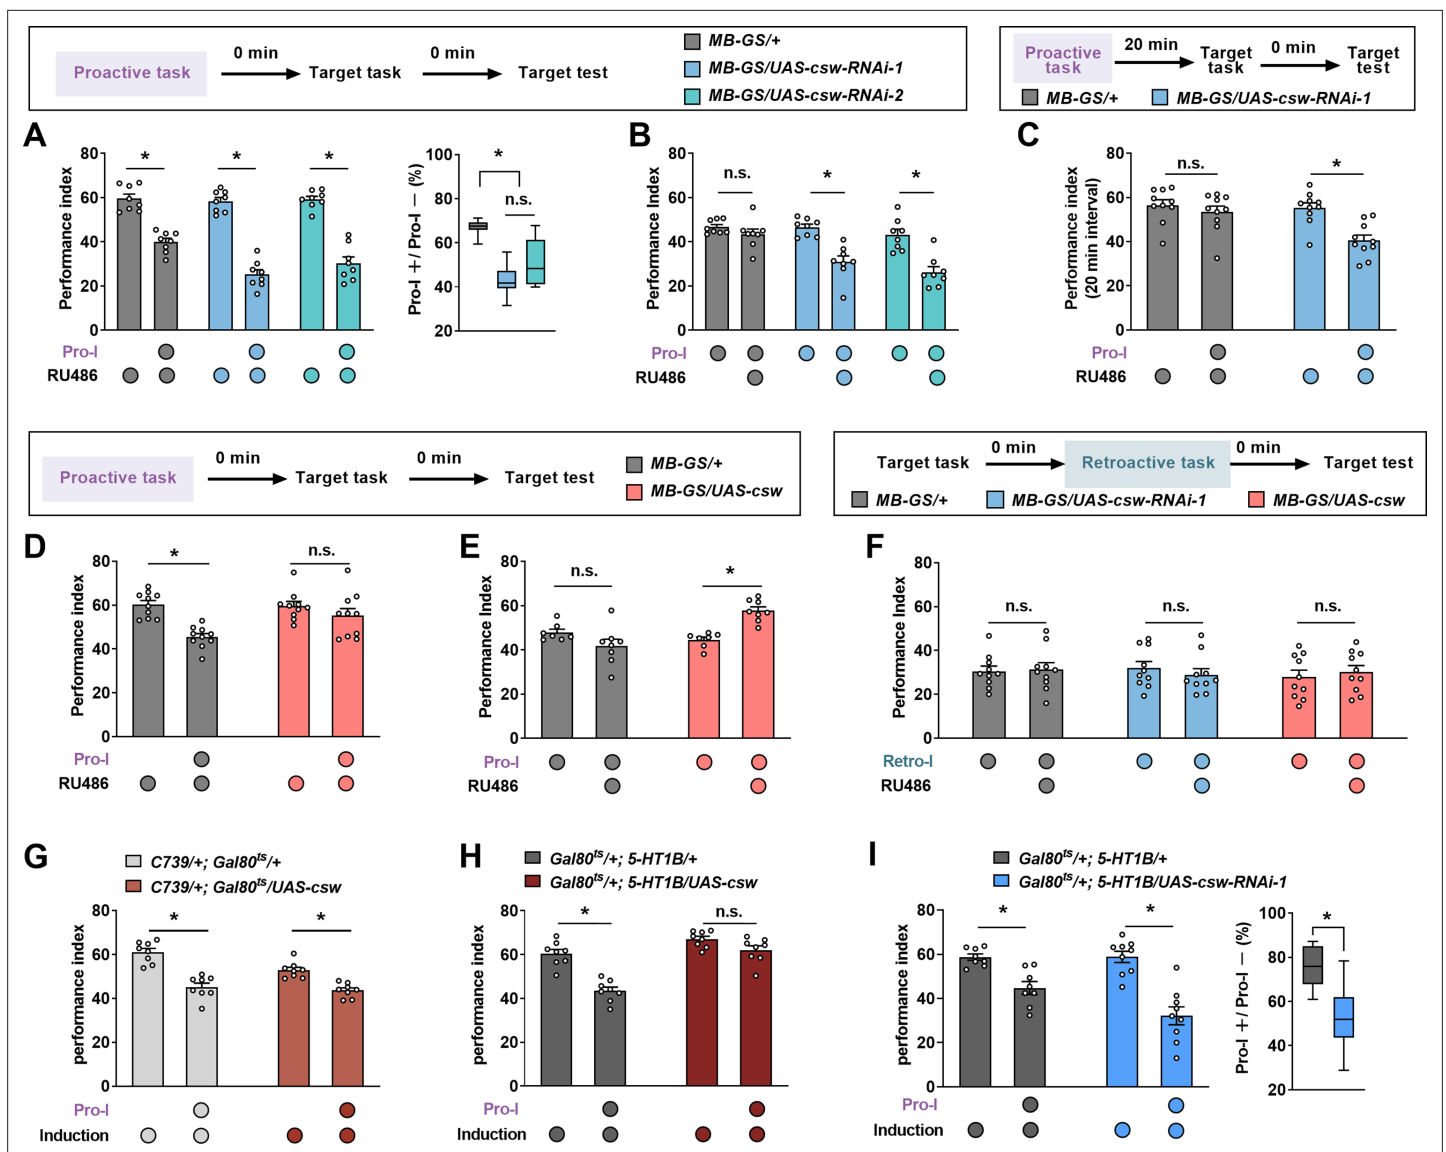 0 min 0 min
Proactive task Target task Target test
MB-GS/+
MB-GS/UAS-csw-RNAi-1
MB-GS/UAS-csw-RNAi-2
Proactive task 20 min Target task 0 min Target test
MB-GS/+ MB-GS/UAS-csw-RNAi-1
A
Performance index
80
60
40
20
0
* * *
Pro-I
RU486
Pro-I +/ Pro-I — (%)
100
80
60
40
20
*
n.s.
B
Performance index
80
60
40
20
0
n.s. * *
Pro-I
RU486
C
Performance index
(20 min interval)
80
60
40
20
0
n.s. *
Pro-I
RU486
0 min 0 min
Proactive task Target task Target test
MB-GS/+
MB-GS/UAS-csw
0 min 0 min
Target task Retroactive task Target test
MB-GS/+ MB-GS/UAS-csw-RNAi-1 MB-GS/UAS-csw
D
Performance index
80
60
40
20
0
* n.s.
Pro-I
RU486
E
Performance Index
80
60
40
20
0
n.s. *
Pro-I
RU486
F
Performance Index
80
60
40
20
0
n.s. n.s. n.s.
Retro-I
RU486
G
C739/+; Gal80ts/+
C739/+; Gal80ts/UAS-csw
performance index
80
60
40
20
0
* *
Pro-I
Induction
H
Gal80ts/+; 5-HT1B/+
Gal80ts/+; 5-HT1B/UAS-csw
performance index
80
60
40
20
0
* n.s.
Pro-I
Induction
I
Gal80ts/+; 5-HT1B/+
Gal80ts/+; 5-HT1B/UAS-csw-RNAi-1
performance index
80
60
40
20
0
* *
Pro-I
Induction
Pro-I +/ Pro-I — (%)
100
80
60
40
20
*